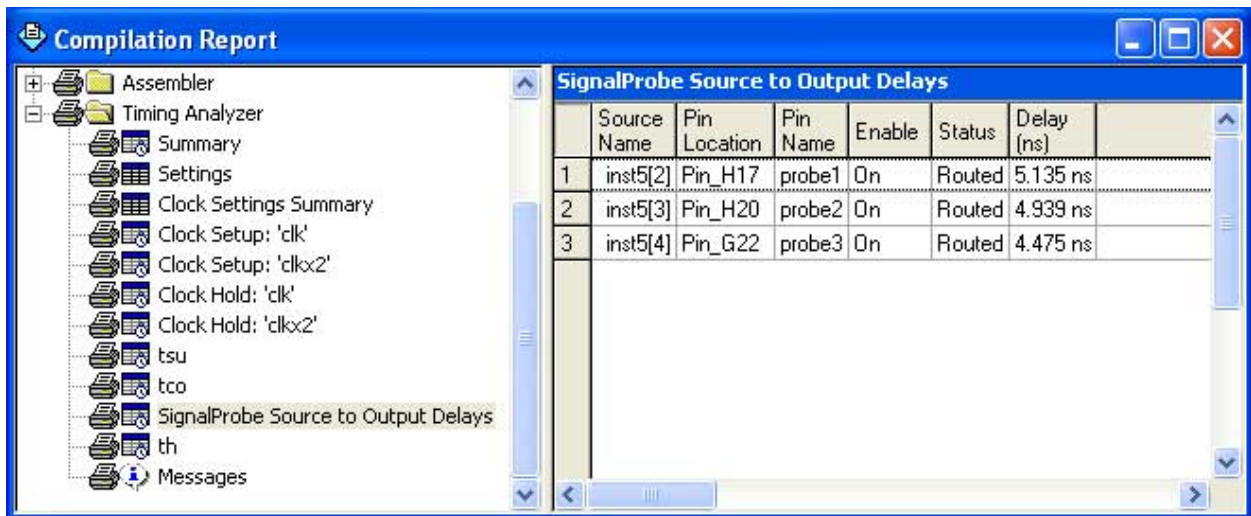 Compilation Report
Assembler
Timing Analyzer
Summary
Settings
Clock Settings Summary
Clock Setup: 'clk'
Clock Setup: 'clkx2'
Clock Hold: 'clk'
Clock Hold: 'clkx2'
tsu
tco
SignalProbe Source to Output Delays
th
Messages
SignalProbe Source to Output Delays
Source Name Pin Location Pin Name Enable Status Delay (ns)
1 inst5[2] Pin_H17 probe1 On Routed 5.135 ns
2 inst5[3] Pin_H20 probe2 On Routed 4.939 ns
3 inst5[4] Pin_G22 probe3 On Routed 4.475 ns